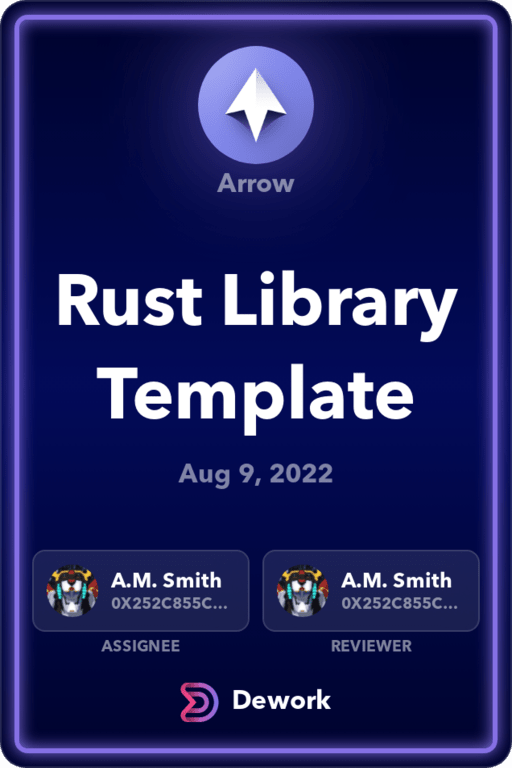 Arrow
Rust Library
Template
Aug 9, 2022
A.M. Smith
0X252C855C...
ASSIGNEE
A.M. Smith
0X252C855C...
REVIEWER
Dework